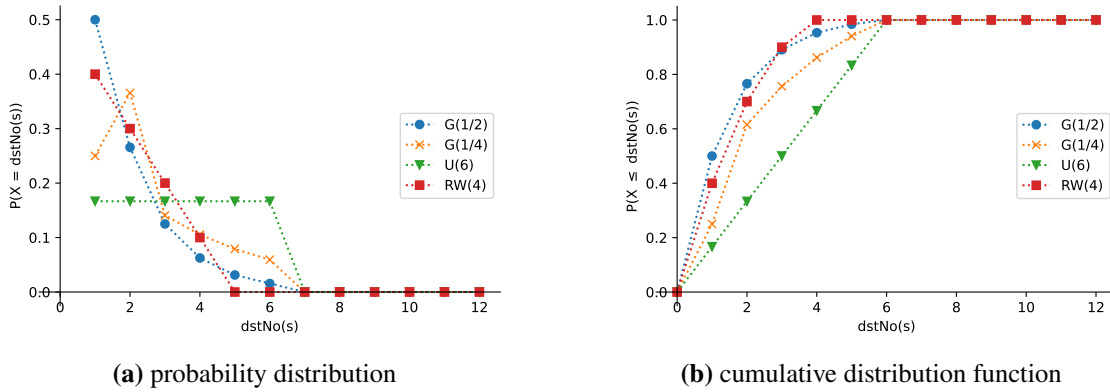 0.5
0.4
0.3
0.2
0.1
0.0
P(X = dstNo(s))
0 2 4 6 8 10 12
dstNo(s)
G(1/2)
G(1/4)
U(6)
RW(4)
(a) probability distribution
1.0
0.8
0.6
0.4
0.2
0.0
P(X ≤ dstNo(s))
0 2 4 6 8 10 12
dstNo(s)
G(1/2)
G(1/4)
U(6)
RW(4)
(b) cumulative distribution function